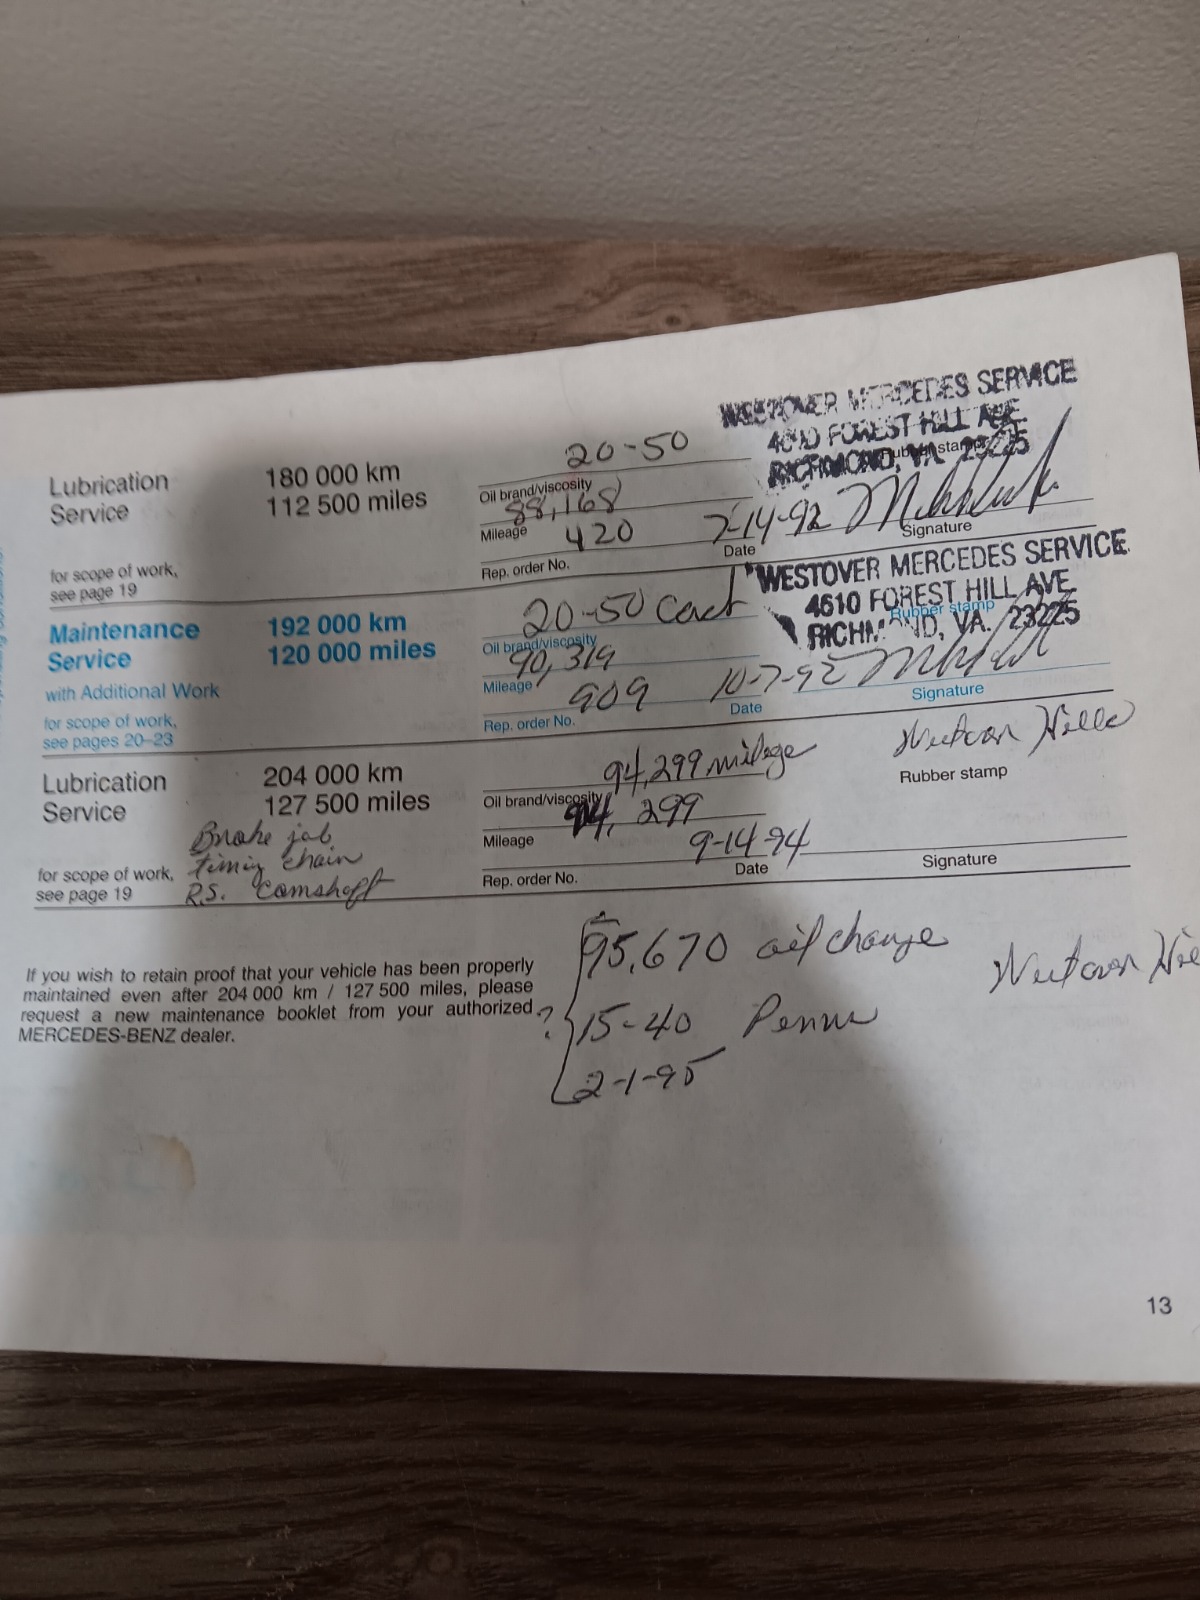 WESTOVER MERCEDES SERVICE
4610 FOREST HILL AVE.
RICHMOND, VA 23225
Rubber stamp
Lubrication Service
180 000 km
112 500 miles
for scope of work,
see page 19
20-50
Oil brand/viscosity
88,168
Mileage
420
Rep. order No.
7-14-92
Date
Signature
WESTOVER MERCEDES SERVICE
4610 FOREST HILL AVE
RICHMOND, VA. 23225
Rubber stamp
Maintenance Service
192 000 km
120 000 miles
with Additional Work
for scope of work,
see pages 20–23
20-50
Oil brand/viscosity
90,319
Mileage
909
Rep. order No.
10-7-92
Date
Signature
Lubrication Service
204 000 km
127 500 miles
Brake job
timing chain
R.S. Camshaft
for scope of work,
see page 19
94,299 mileage
Oil brand/viscosity
94,299
Mileage
Rep. order No.
9-14-94
Date
Rubber stamp
Signature
If you wish to retain proof that your vehicle has been properly
maintained even after 204 000 km / 127 500 miles, please
request a new maintenance booklet from your authorized
MERCEDES-BENZ dealer.
?
95,670 oil change
15-40
2-1-95
13